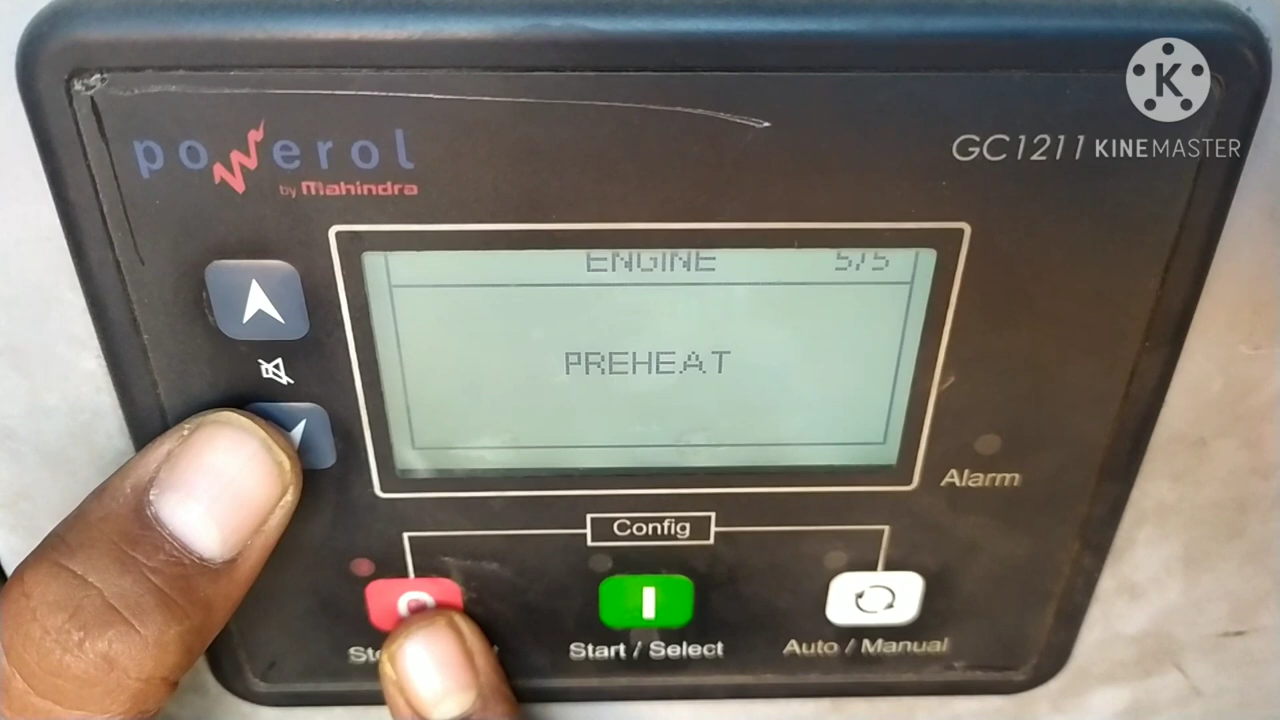 powerol
by Mahindra
GC1211
KINEMASTER
K
ENGINE 5/5
PREHEAT
Alarm
Config
Start / Select
Auto / Manual